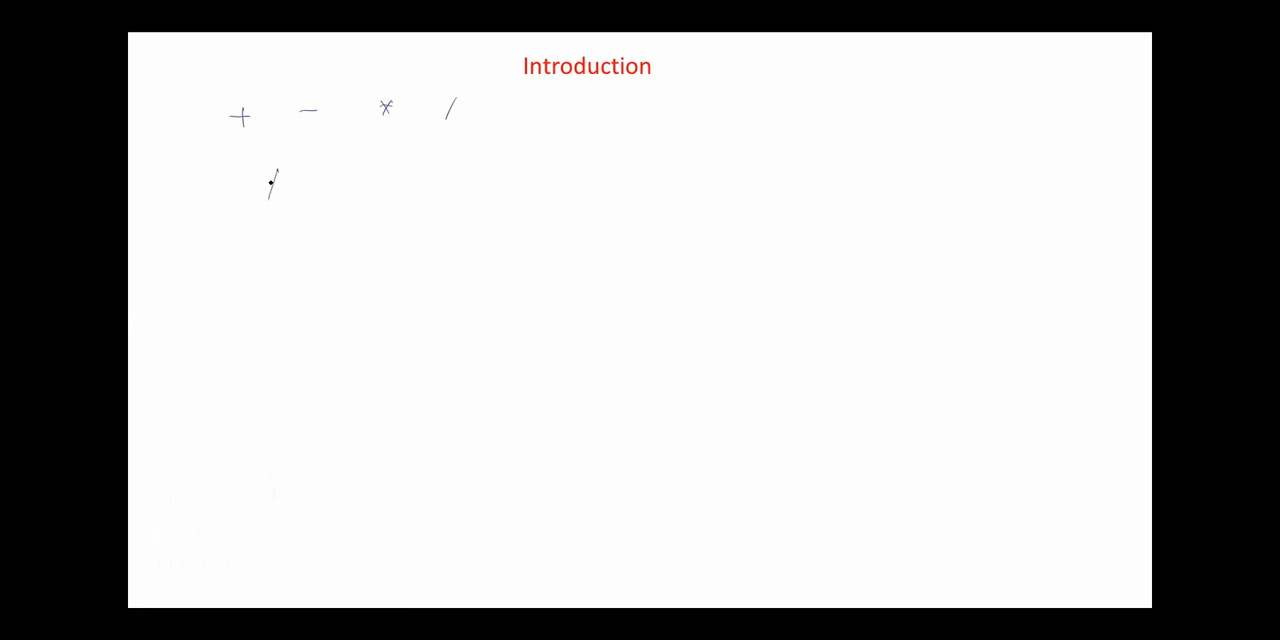 Introduction
+ - * /
/